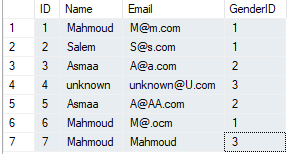 ID Name Email GenderID
1 1 Mahmoud M@m.com 1
2 2 Salem S@s.com 1
3 3 Asmaa A@a.com 2
4 4 unknown unknown@U.com 3
5 5 Asmaa A@AA.com 2
6 6 Mahmoud M@.ocm 1
7 7 Mahmoud Mahmoud 3